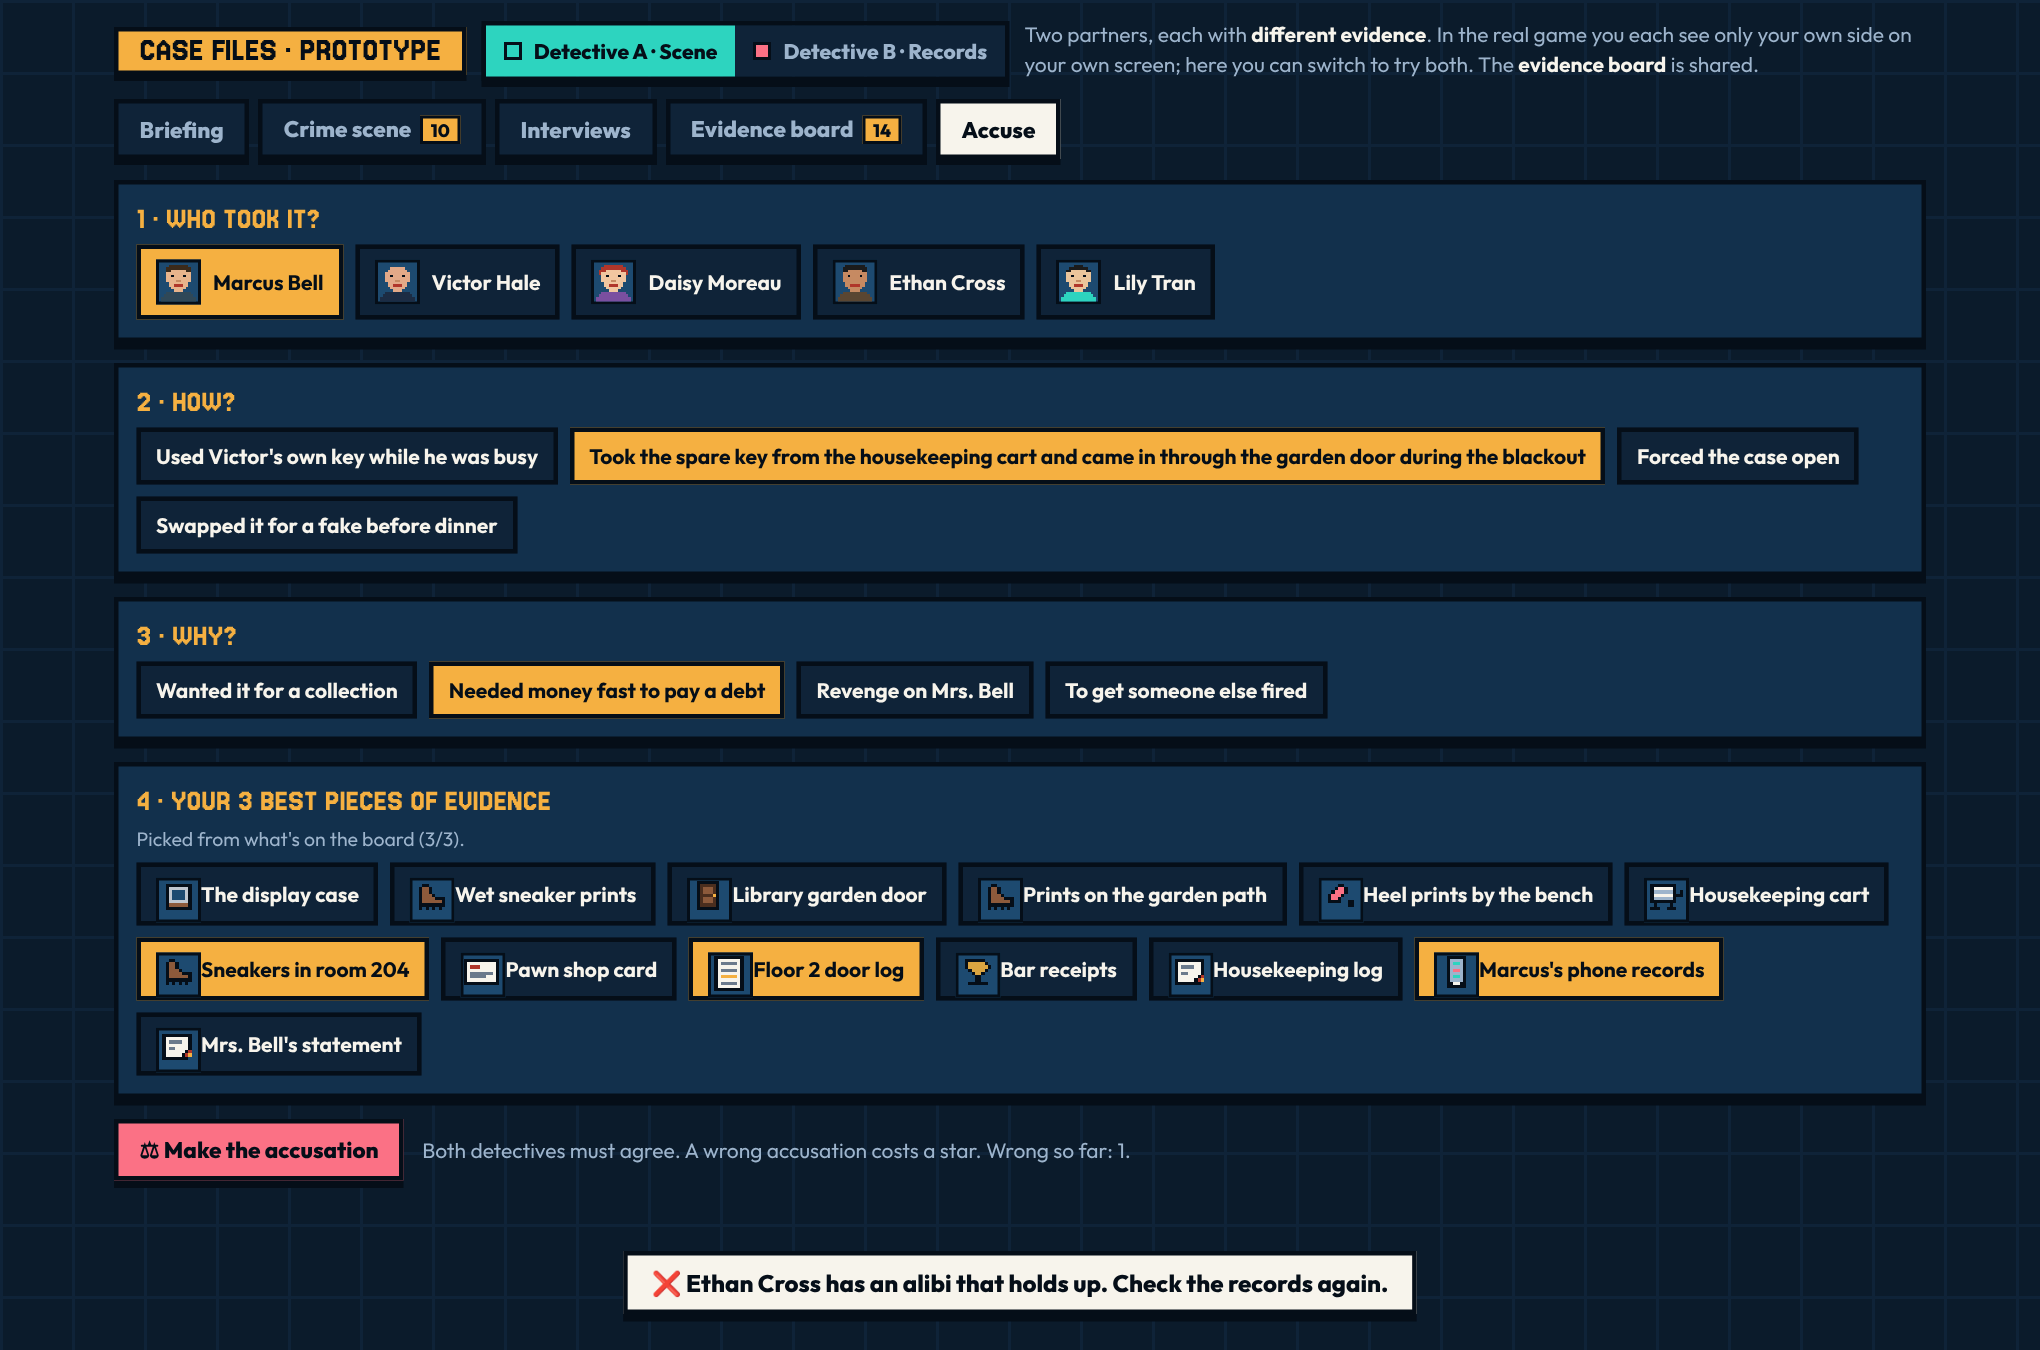 CASE FILES · PROTOTYPE
Detective A · Scene
Detective B · Records
Two partners, each with different evidence. In the real game you each see only your own side on
your own screen; here you can switch to try both. The evidence board is shared.
Briefing
Crime scene 10
Interviews
Evidence board 14
Accuse
1 · WHO TOOK IT?
Marcus Bell
Victor Hale
Daisy Moreau
Ethan Cross
Lily Tran
2 · HOW?
Used Victor's own key while he was busy
Took the spare key from the housekeeping cart and came in through the garden door during the blackout
Forced the case open
Swapped it for a fake before dinner
3 · WHY?
Wanted it for a collection
Needed money fast to pay a debt
Revenge on Mrs. Bell
To get someone else fired
4 · YOUR 3 BEST PIECES OF EVIDENCE
Picked from what's on the board (3/3).
The display case
Wet sneaker prints
Library garden door
Prints on the garden path
Heel prints by the bench
Housekeeping cart
Sneakers in room 204
Pawn shop card
Floor 2 door log
Bar receipts
Housekeeping log
Marcus's phone records
Mrs. Bell's statement
⚖ Make the accusation
Both detectives must agree. A wrong accusation costs a star. Wrong so far: 1.
❌ Ethan Cross has an alibi that holds up. Check the records again.